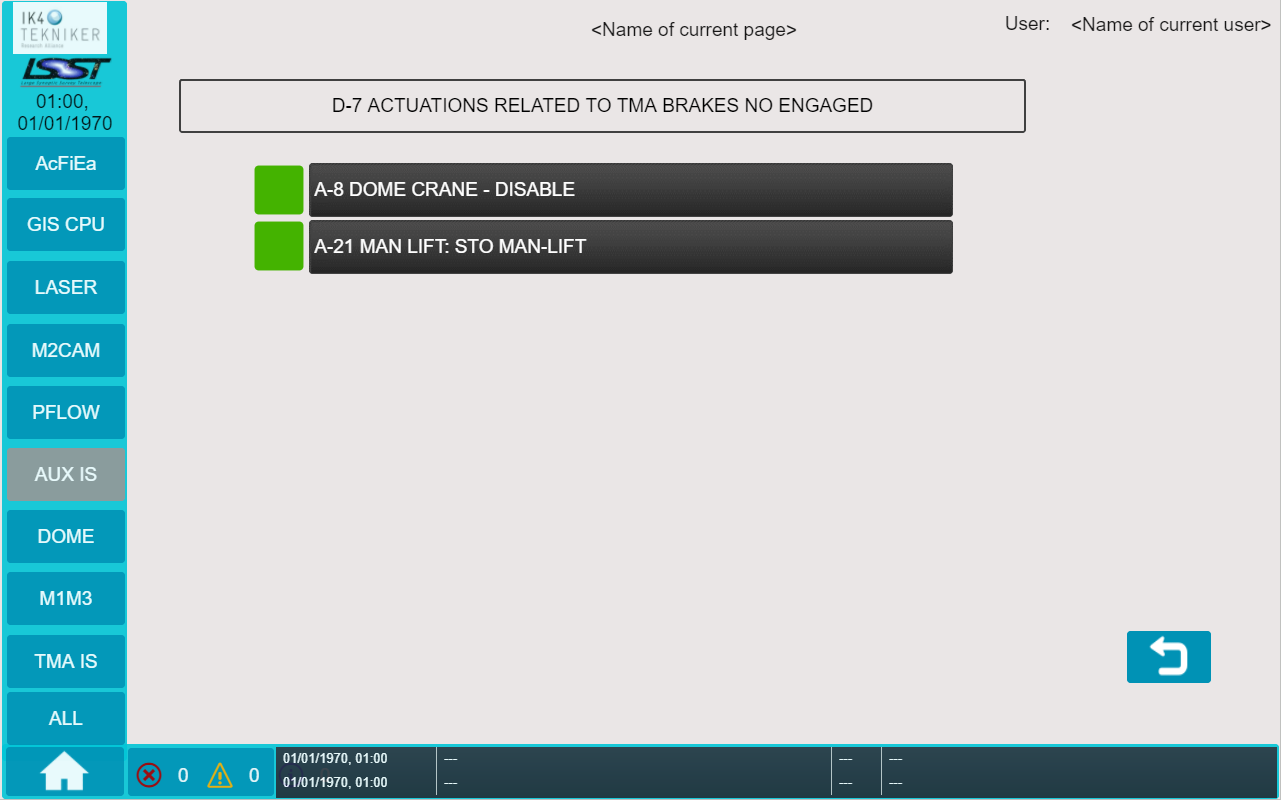 IK4
TEKNIKER
Research Alliance
<Name of current page>
User: <Name of current user>
LSST
01:00,
01/01/1970
D-7 ACTUATIONS RELATED TO TMA BRAKES NO ENGAGED
AcFiEa
A-8 DOME CRANE - DISABLE
GIS CPU
A-21 MAN LIFT: STO MAN-LIFT
LASER
M2CAM
PFLOW
AUX IS
DOME
M1M3
TMA IS
ALL
0 0
01/01/1970, 01:00 --- --- ---
01/01/1970, 01:00 --- --- ---